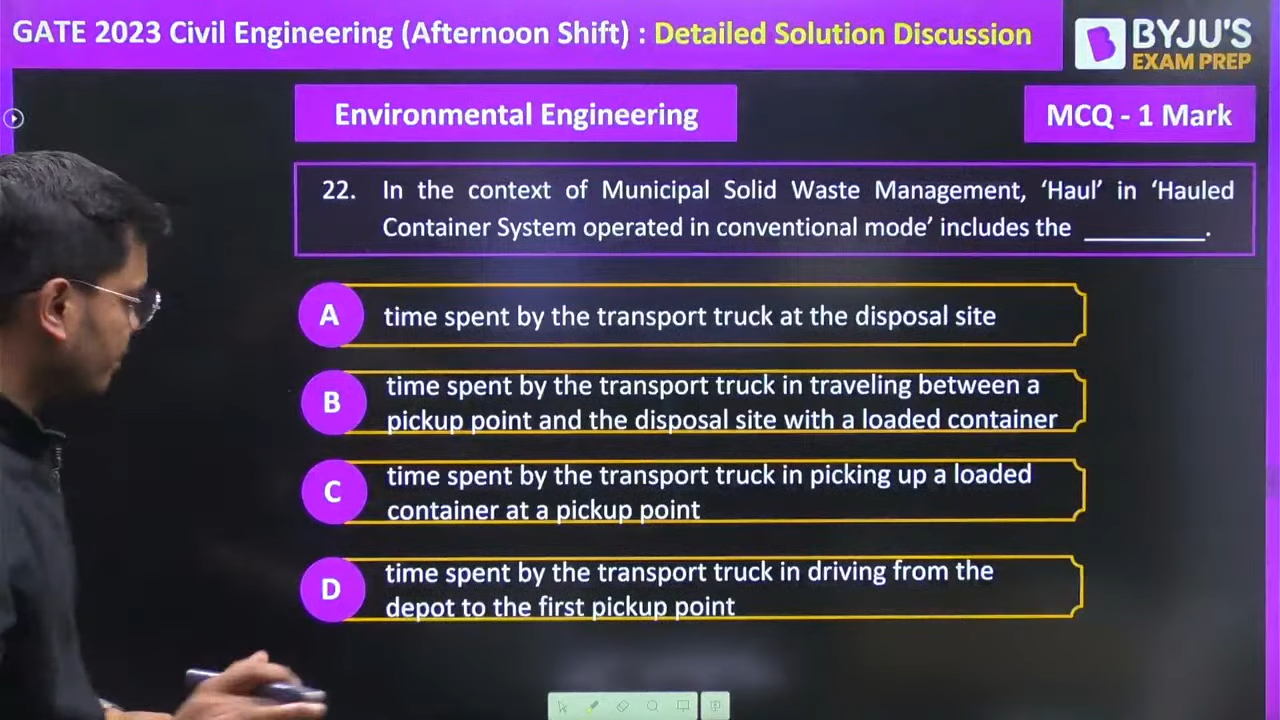 GATE 2023 Civil Engineering (Afternoon Shift) : Detailed Solution Discussion
BYJU'S
EXAM PREP
Environmental Engineering
MCQ - 1 Mark
22. In the context of Municipal Solid Waste Management, ‘Haul’ in ‘Hauled
Container System operated in conventional mode’ includes the __________.
A time spent by the transport truck at the disposal site
B time spent by the transport truck in traveling between a
pickup point and the disposal site with a loaded container
C time spent by the transport truck in picking up a loaded
container at a pickup point
D time spent by the transport truck in driving from the
depot to the first pickup point